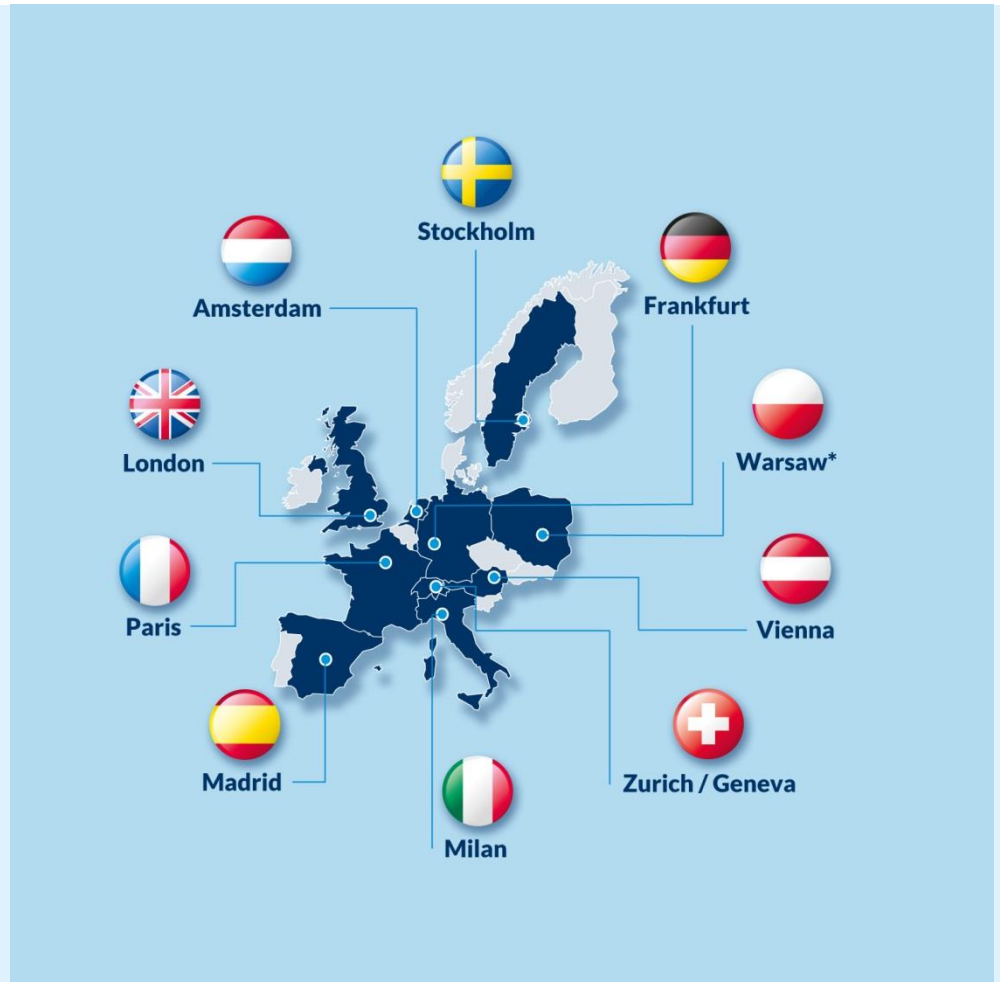 Stockholm
Amsterdam
Frankfurt
London
Warsaw*
Paris
Vienna
Madrid
Zurich / Geneva
Milan